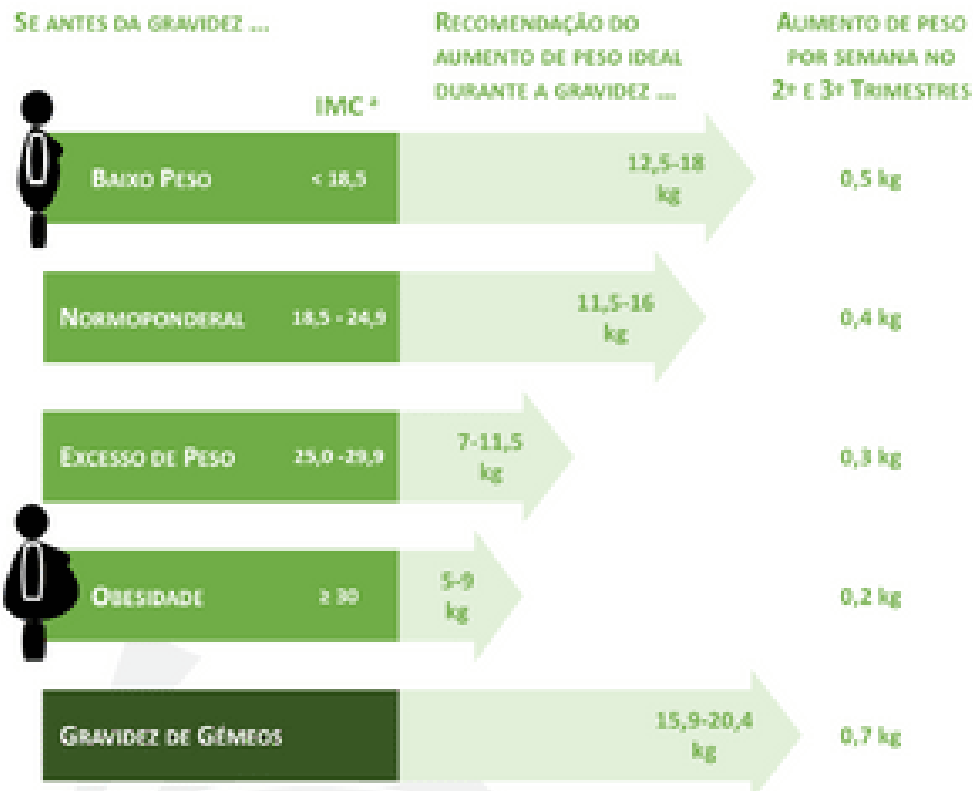 SE ANTES DA GRAVIDEZ ...
RECOMENDAÇÃO DO
AUMENTO DE PESO IDEAL
DURANTE A GRAVIDEZ ...
AUMENTO DE PESO
POR SEMANA NO
2º E 3º TRIMESTRES
IMC ª
BAIXO PESO < 18,5 12,5-18
kg
0,5 kg
NORMOPONDERAL 18,5 - 24,9 11,5-16
kg
0,4 kg
EXCESSO DE PESO 25,0 -29,9 7-11,5
kg
0,3 kg
OBESIDADE ≥ 30 5-9
kg
0,2 kg
GRAVIDEZ DE GÉMEOS 15,9-20,4
kg
0,7 kg